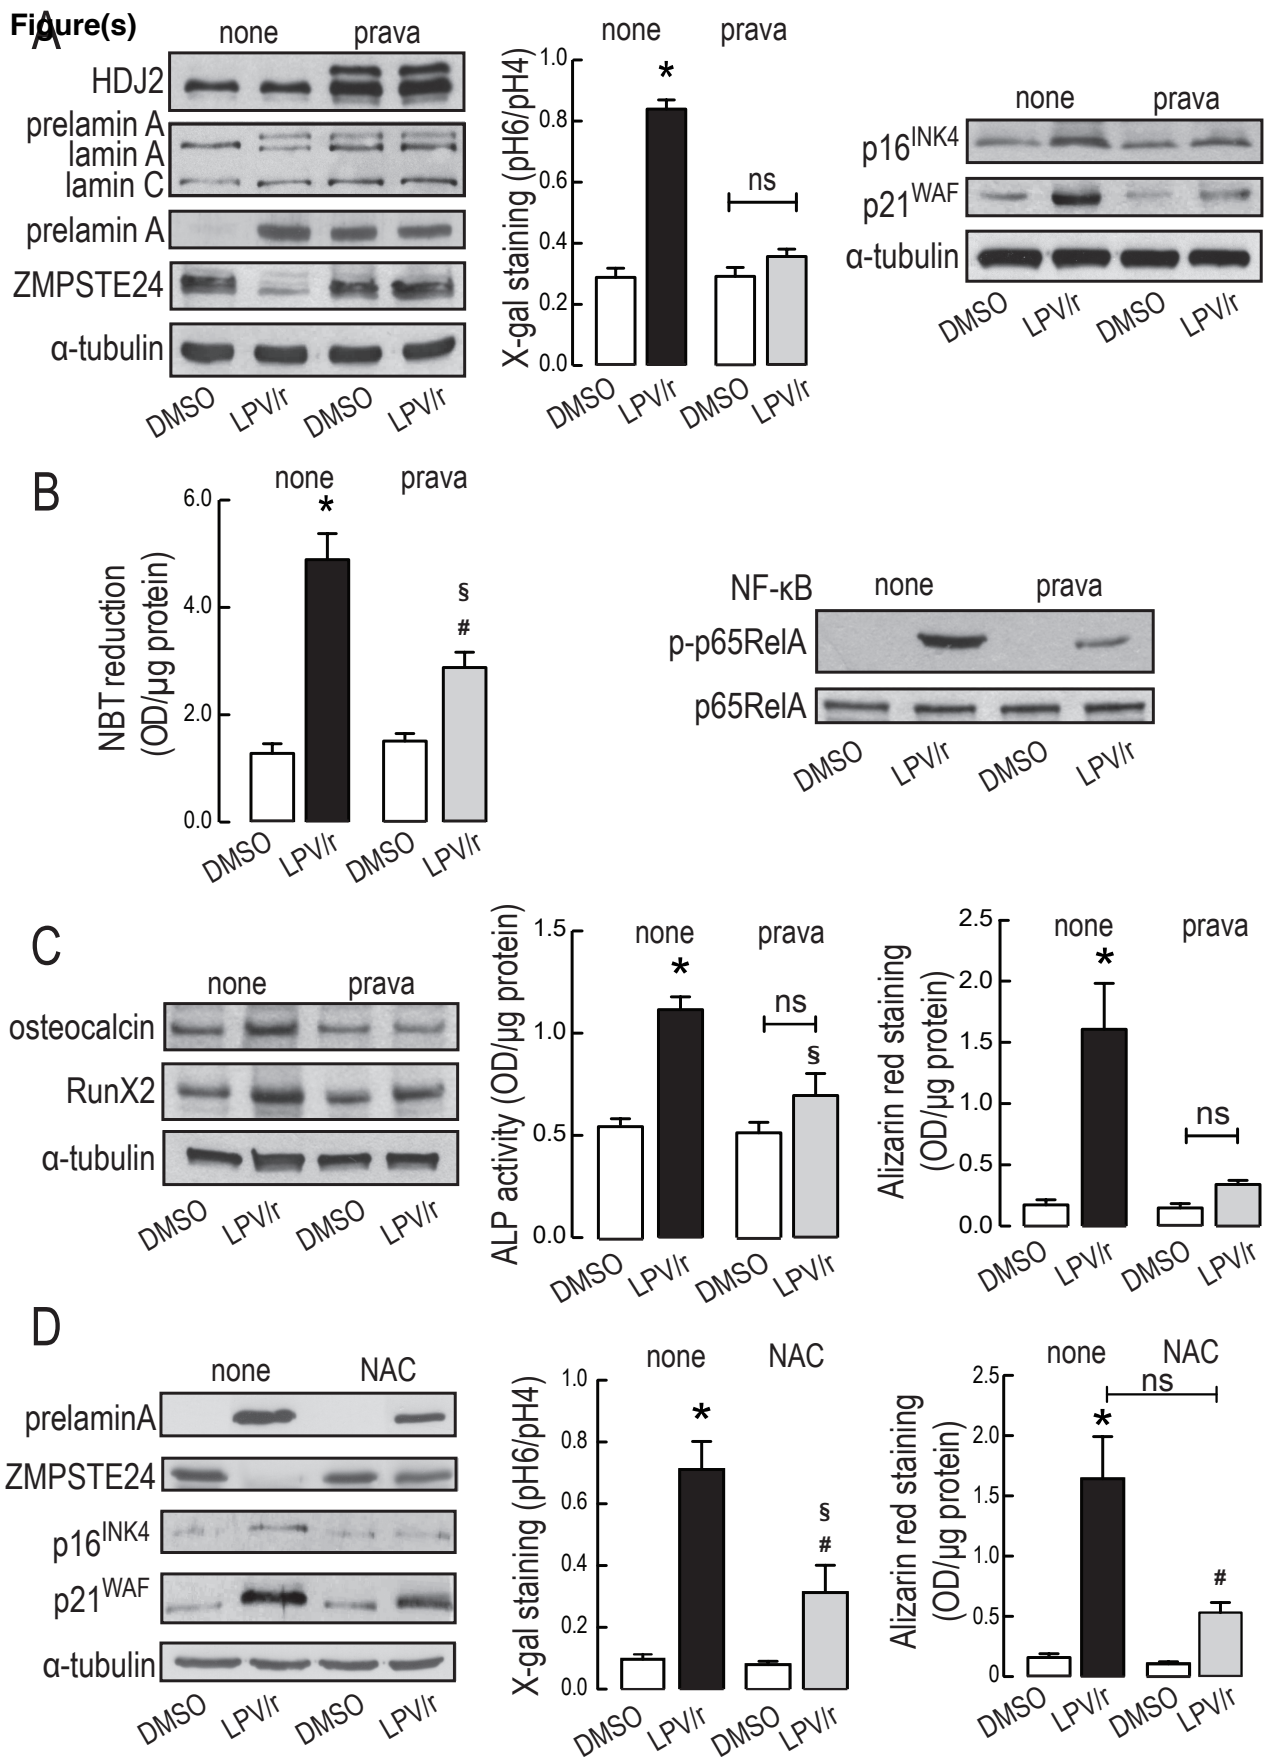 Figure(s)
A
none prava
HDJ2
prelamin A
lamin A
lamin C
prelamin A
ZMPSTE24
α-tubulin
DMSO LPV/r DMSO LPV/r
none prava
X-gal staining (pH6/pH4)
1.0
0.8
0.6
0.4
0.2
0.0
*
ns
DMSO LPV/r DMSO LPV/r
none prava
p16INK4
p21WAF
α-tubulin
DMSO LPV/r DMSO LPV/r
B
none prava
NBT reduction
(OD/µg protein)
6.0
4.0
2.0
0.0
*
§
#
DMSO LPV/r DMSO LPV/r
NF-κB none prava
p-p65RelA
p65RelA
DMSO LPV/r DMSO LPV/r
C
none prava
osteocalcin
RunX2
α-tubulin
DMSO LPV/r DMSO LPV/r
ALP activity (OD/µg protein)
1.5
1.0
0.5
0.0
none prava
*
ns
§
DMSO LPV/r DMSO LPV/r
Alizarin red staining
(OD/µg protein)
2.5
2.0
1.5
1.0
0.5
0.0
none prava
*
ns
DMSO LPV/r DMSO LPV/r
D
none NAC
prelaminA
ZMPSTE24
p16INK4
p21WAF
α-tubulin
DMSO LPV/r DMSO LPV/r
X-gal staining (pH6/pH4)
1.0
0.8
0.6
0.4
0.2
0.0
none NAC
*
§
#
DMSO LPV/r DMSO LPV/r
Alizarin red staining
(OD/µg protein)
2.5
2.0
1.5
1.0
0.5
0
none NAC
ns
*
#
DMSO LPV/r DMSO LPV/r